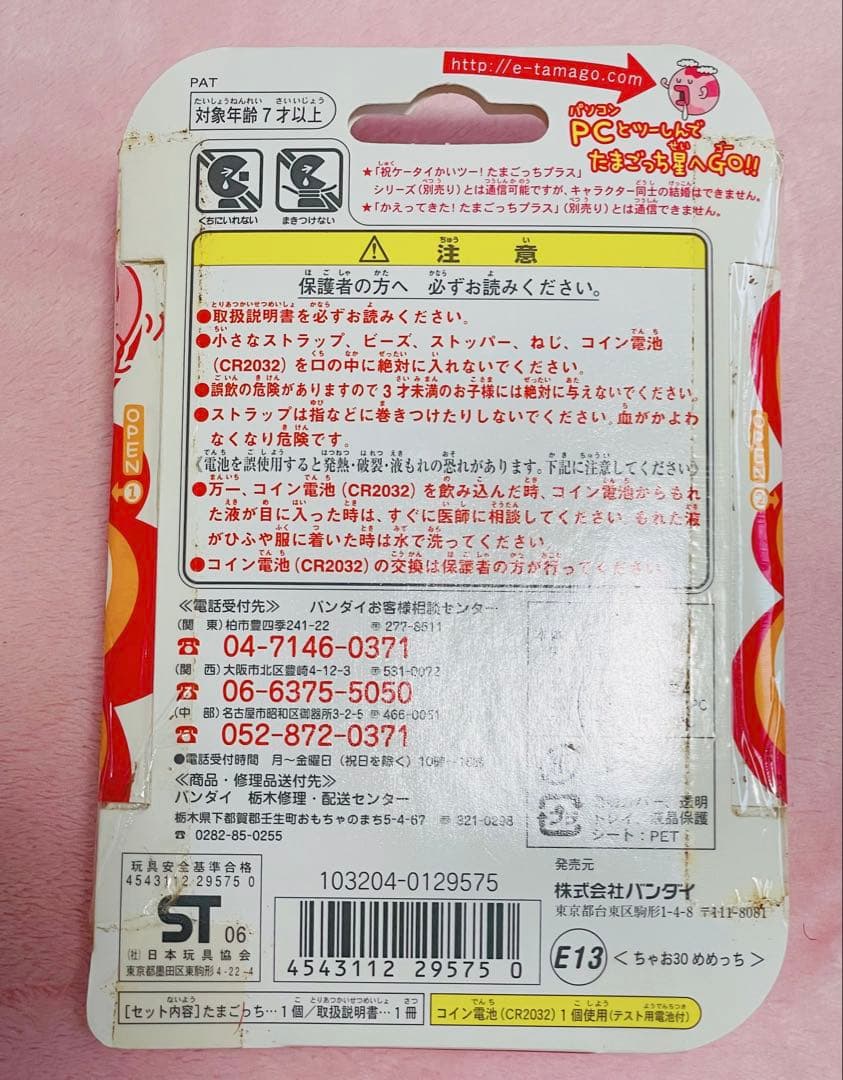 PAT
http://e-tamago.com
対象年齢7才以上
パソコン
PCとツーしんで
たまごっち星へGO!!
くちにいれない
まきつけない
★「祝ケータイかいツー！たまごっちプラス」
シリーズ（別売り）とは通信可能ですが、キャラクター同士の結婚はできません。
★「かえってきた！たまごっちプラス」（別売り）とは通信できません。
注意
保護者の方へ 必ずお読みください。
●取扱説明書を必ずお読みください。
●小さなストラップ、ビーズ、ストッパー、ねじ、コイン電池
(CR2032)を口の中に絶対に入れないでください。
●誤飲の危険がありますので3才未満のお子様には絶対に与えないでください。
●ストラップは指などに巻きつけたりしないでください。血がかよわ
なくなり危険です。
《電池を誤使用すると発熱・破裂・液もれの恐れがあります。下記に注意してください》
●万一、コイン電池(CR2032)を飲み込んだ時、コイン電池からもれ
た液が目に入った時は、すぐに医師に相談してください。もれた液
がひふや服に着いた時は水で洗ってください。
●コイン電池(CR2032)の交換は保護者の方が行ってください。
OPEN 1
OPEN 2
≪電話受付先≫ バンダイお客様相談センター
(関 東)柏市豊四季241-22 〒277-8511
☎ 04-7146-0371
(関 西)大阪市北区豊崎4-12-3 〒531-0072
☎ 06-6375-5050
(中 部)名古屋市昭和区御器所3-2-5 〒466-0051
☎ 052-872-0371
●電話受付時間 月～金曜日(祝日を除く)10時～16時
≪商品・修理品送付先≫
バンダイ 栃木修理・配送センター
栃木県下都賀郡壬生町おもちゃのまち5-4-67 〒321-0298
☎ 0282-85-0255
PC
トレイ、液晶保護
シート：PET
玩具安全基準合格
4543112 29575 0
ST 06
(社)日本玩具協会
東京都墨田区東駒形4-22-4
103204-0129575
4543112 295750
発売元
株式会社バンダイ
東京都台東区駒形1-4-8 〒111-8081
E13
＜ちゃお30 めめっち＞
[セット内容]たまごっち…1個/取扱説明書…1冊
コイン電池(CR2032)1個使用(テスト用電池付)